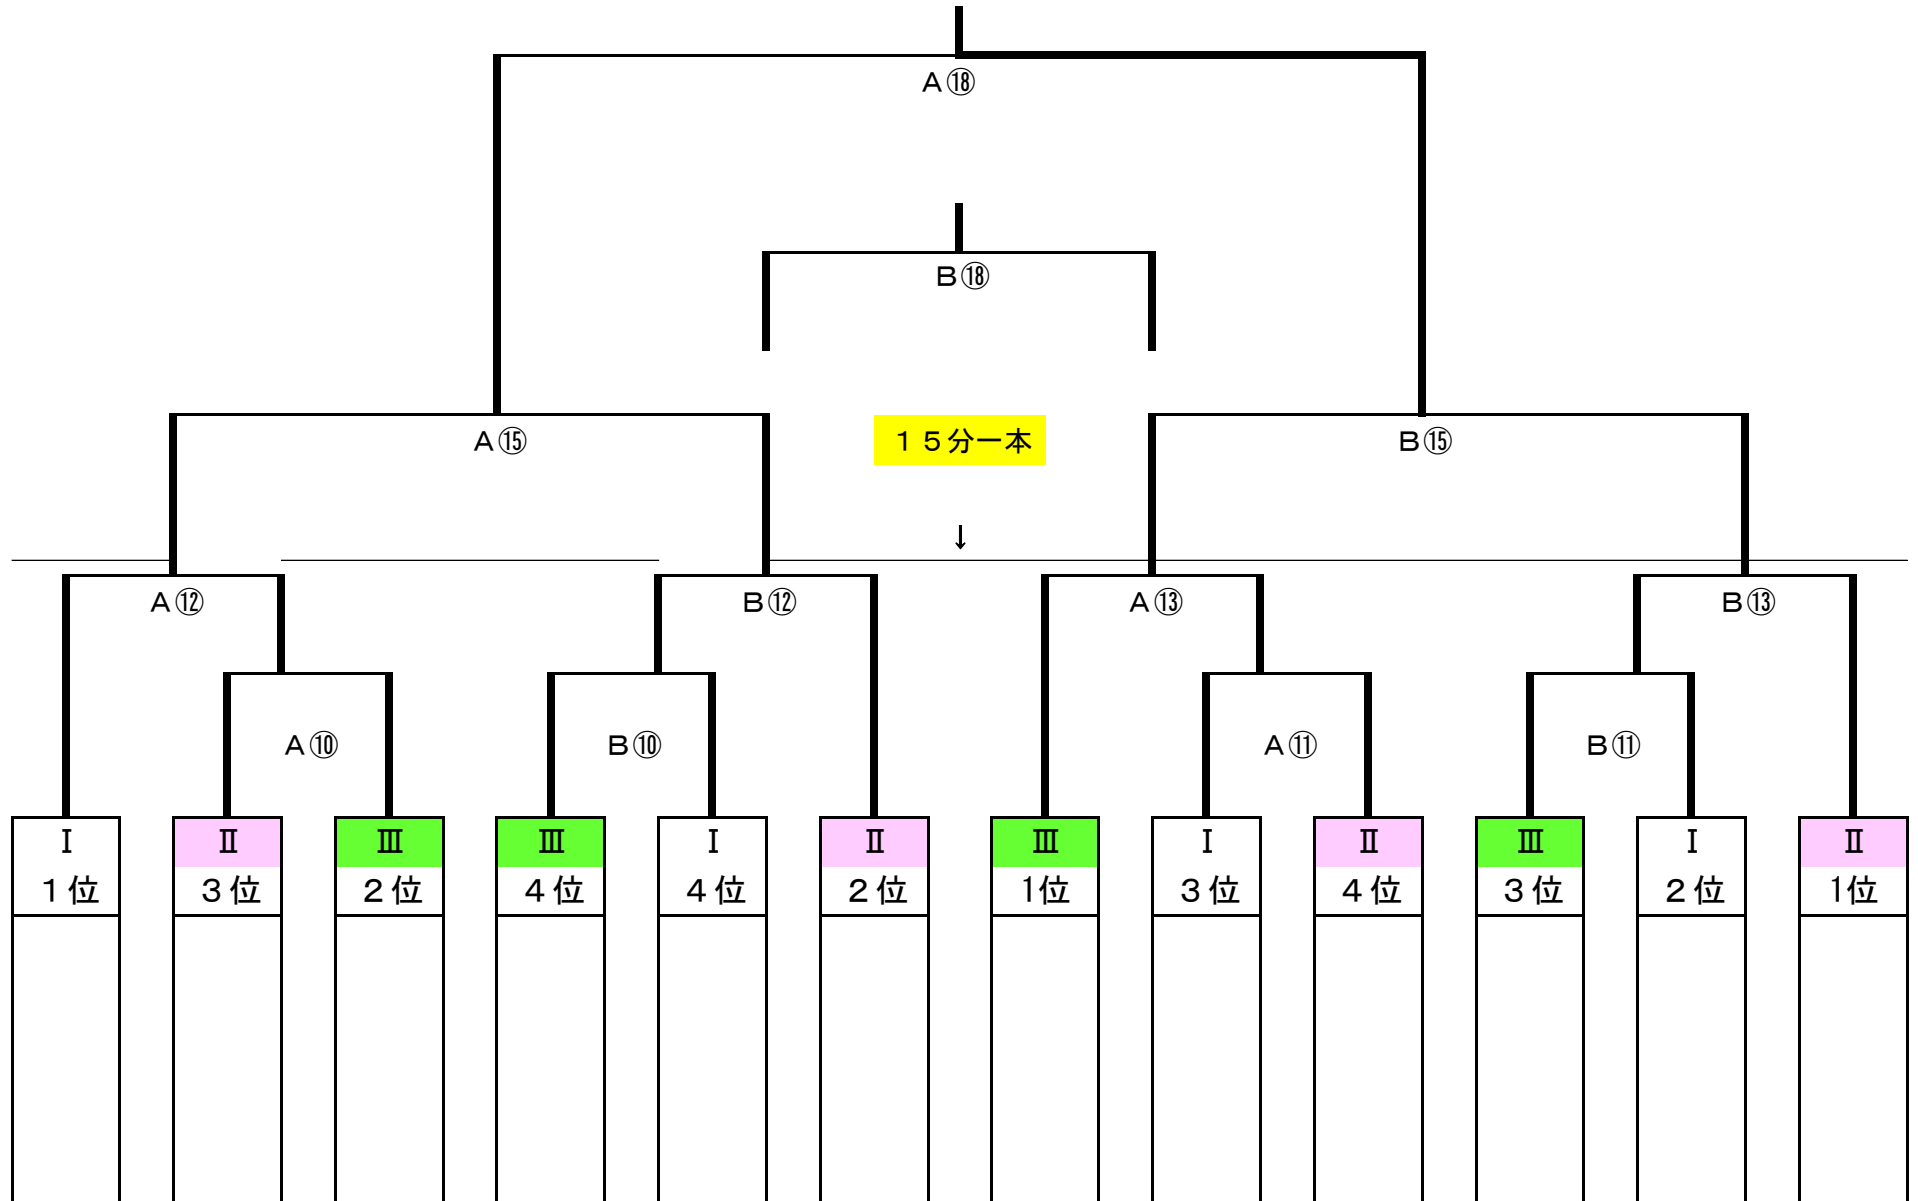 A⑱
B⑱
A⑮
１５分一本
B⑮
↓
A⑫
B⑫
A⑬
B⑬
A⑩
B⑩
A⑪
B⑪
Ⅰ Ⅱ Ⅲ Ⅲ Ⅰ Ⅱ Ⅲ Ⅰ Ⅱ Ⅲ Ⅰ Ⅱ
１位 ３位 ２位 ４位 ４位 ２位 1位 ３位 ４位 ３位 ２位 1位